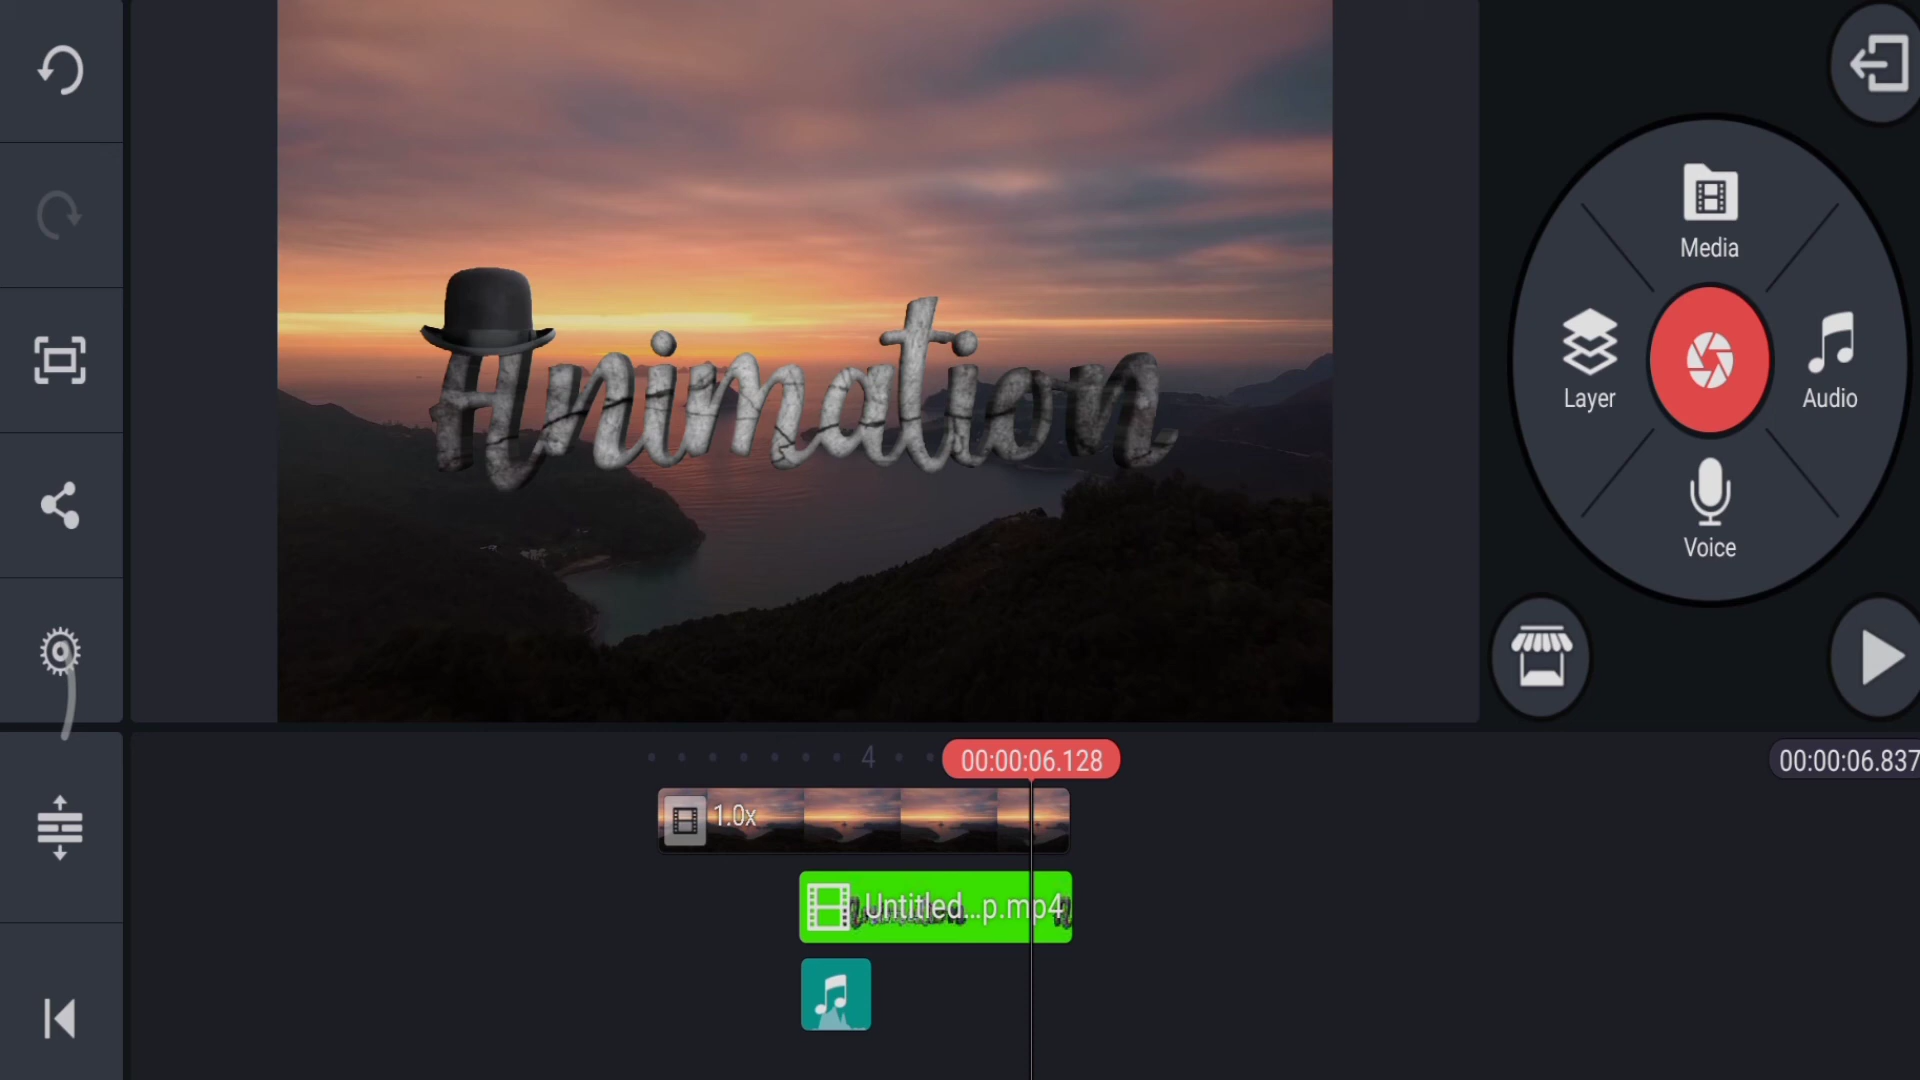 Animation
Media
Layer
Audio
Voice
4
00:00:06.128
00:00:06.837
1.0x
Untitled...p.mp4